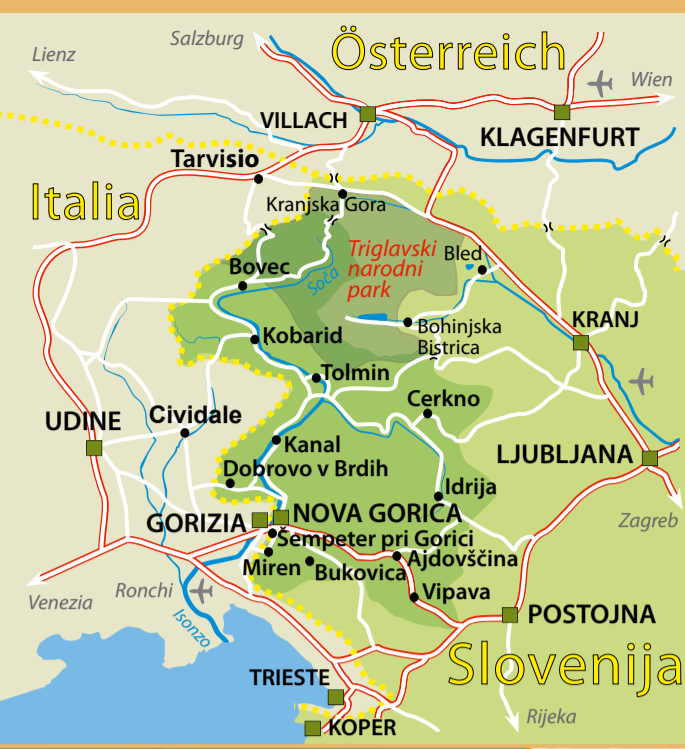 Österreich
Salzburg
Lienz
Wien
VILLACH
KLAGENFURT
Tarvisio
Italia
Kranjska Gora
Triglavski
narodni
park
Bled
Bovec
Soča
KRANJ
Kobarid
Bohinjska
Bistrica
Tolmin
Cerkno
UDINE
Cividale
Kanal
LJUBLJANA
Dobrovo v Brdih
Idrija
GORIZIA
NOVA GORICA
Zagreb
Šempeter pri Gorici
Miren
Bukovica
Ajdovščina
Ronchi
Vipava
Venezia
Isonzo
POSTOJNA
Slovenija
TRIESTE
Rijeka
KOPER